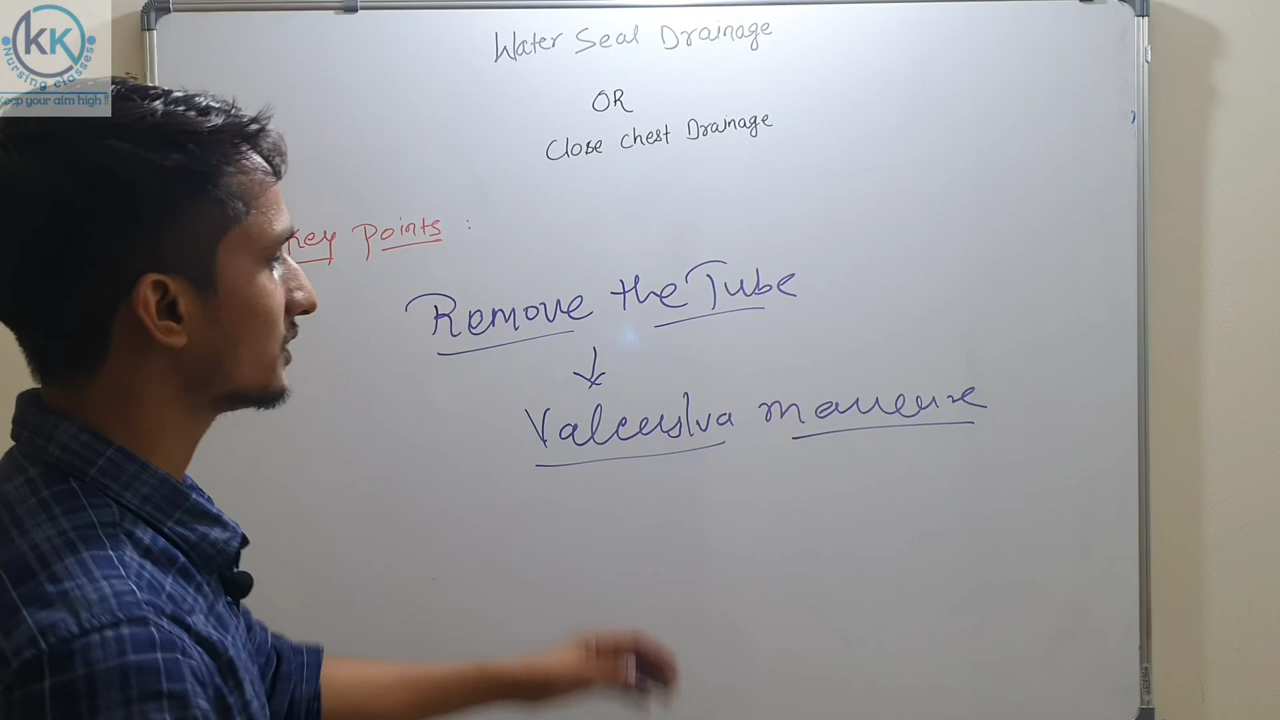 KK
Nursing classes
Keep your aim high !!
Water Seal Drainage
OR
Close Chest Drainage
Key Points :
Remove the Tube
↓
Valcuslva maneuve